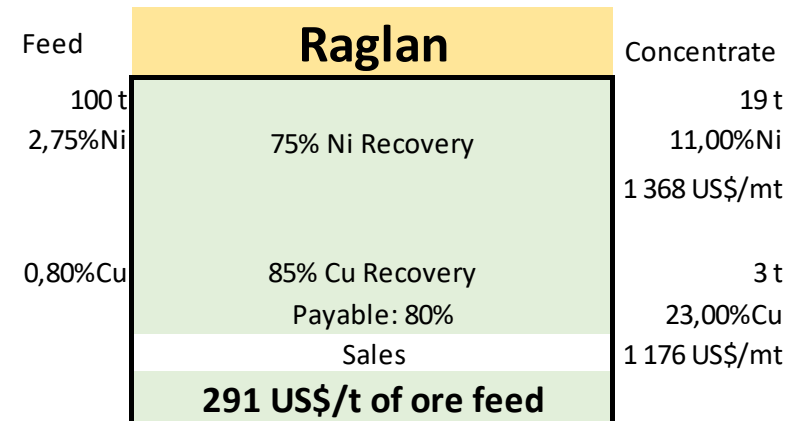 Feed Raglan Concentrate
100 t 19 t
2,75%Ni 75% Ni Recovery 11,00%Ni
1 368 US$/mt
0,80%Cu 85% Cu Recovery 3 t
Payable: 80% 23,00%Cu
Sales 1 176 US$/mt
291 US$/t of ore feed